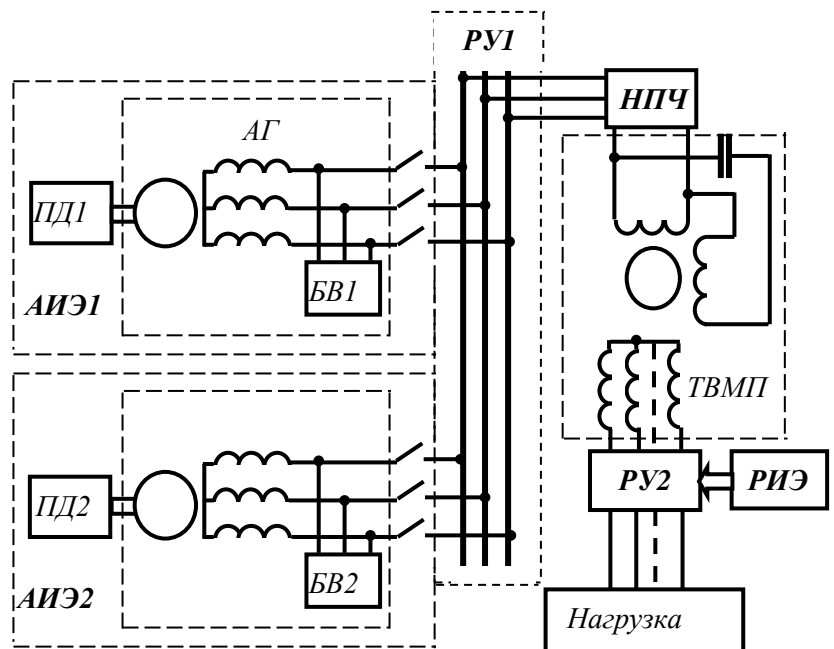 РУ1
НПЧ
АГ
ПД1
БВ1
АИЭ1
ТВМП
ПД2
РУ2
РИЭ
БВ2
АИЭ2
Нагрузка